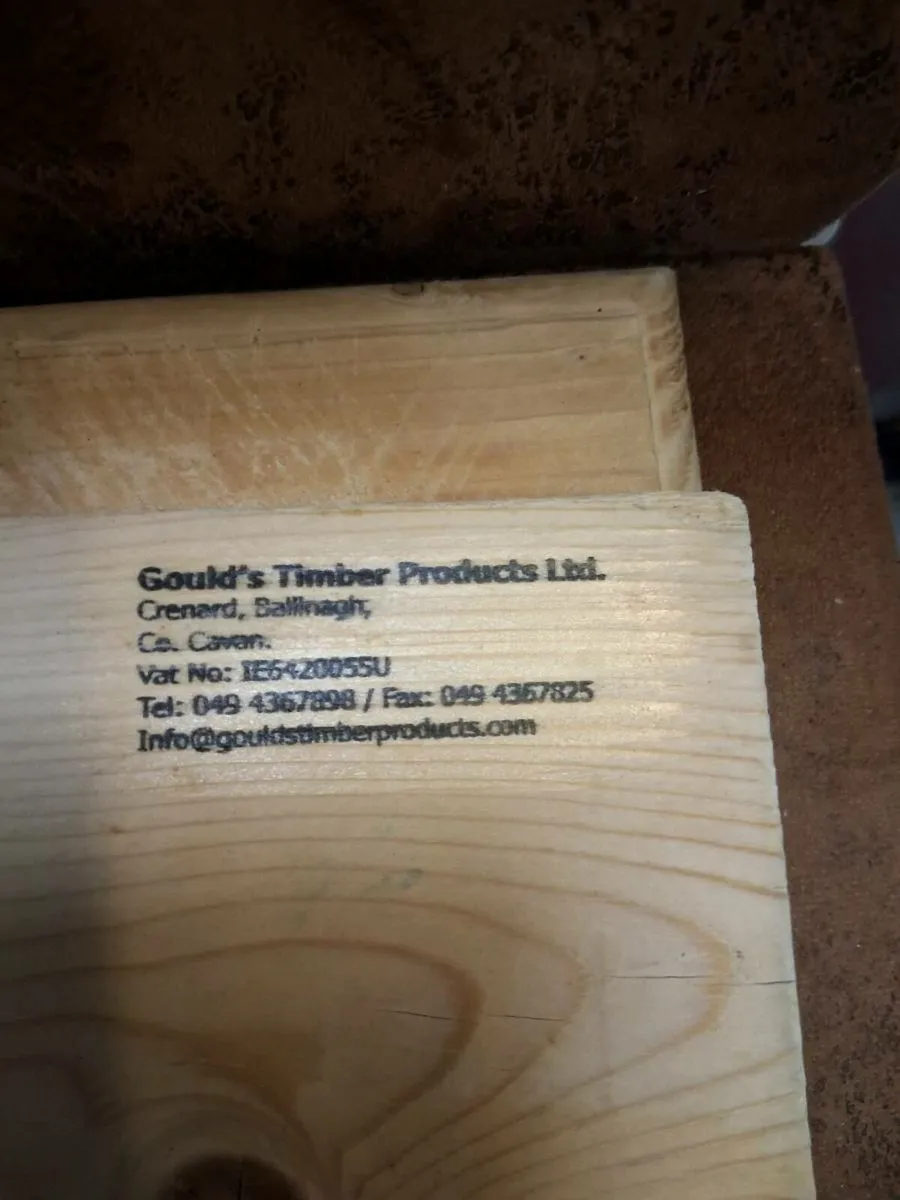 Gould's Timber Products Ltd.
Crenard, Ballinagh,
Co. Cavan.
Vat No: IE6420055U
Tel: 049 4367898 / Fax: 049 4367825
Info@gouldstimberproducts.com